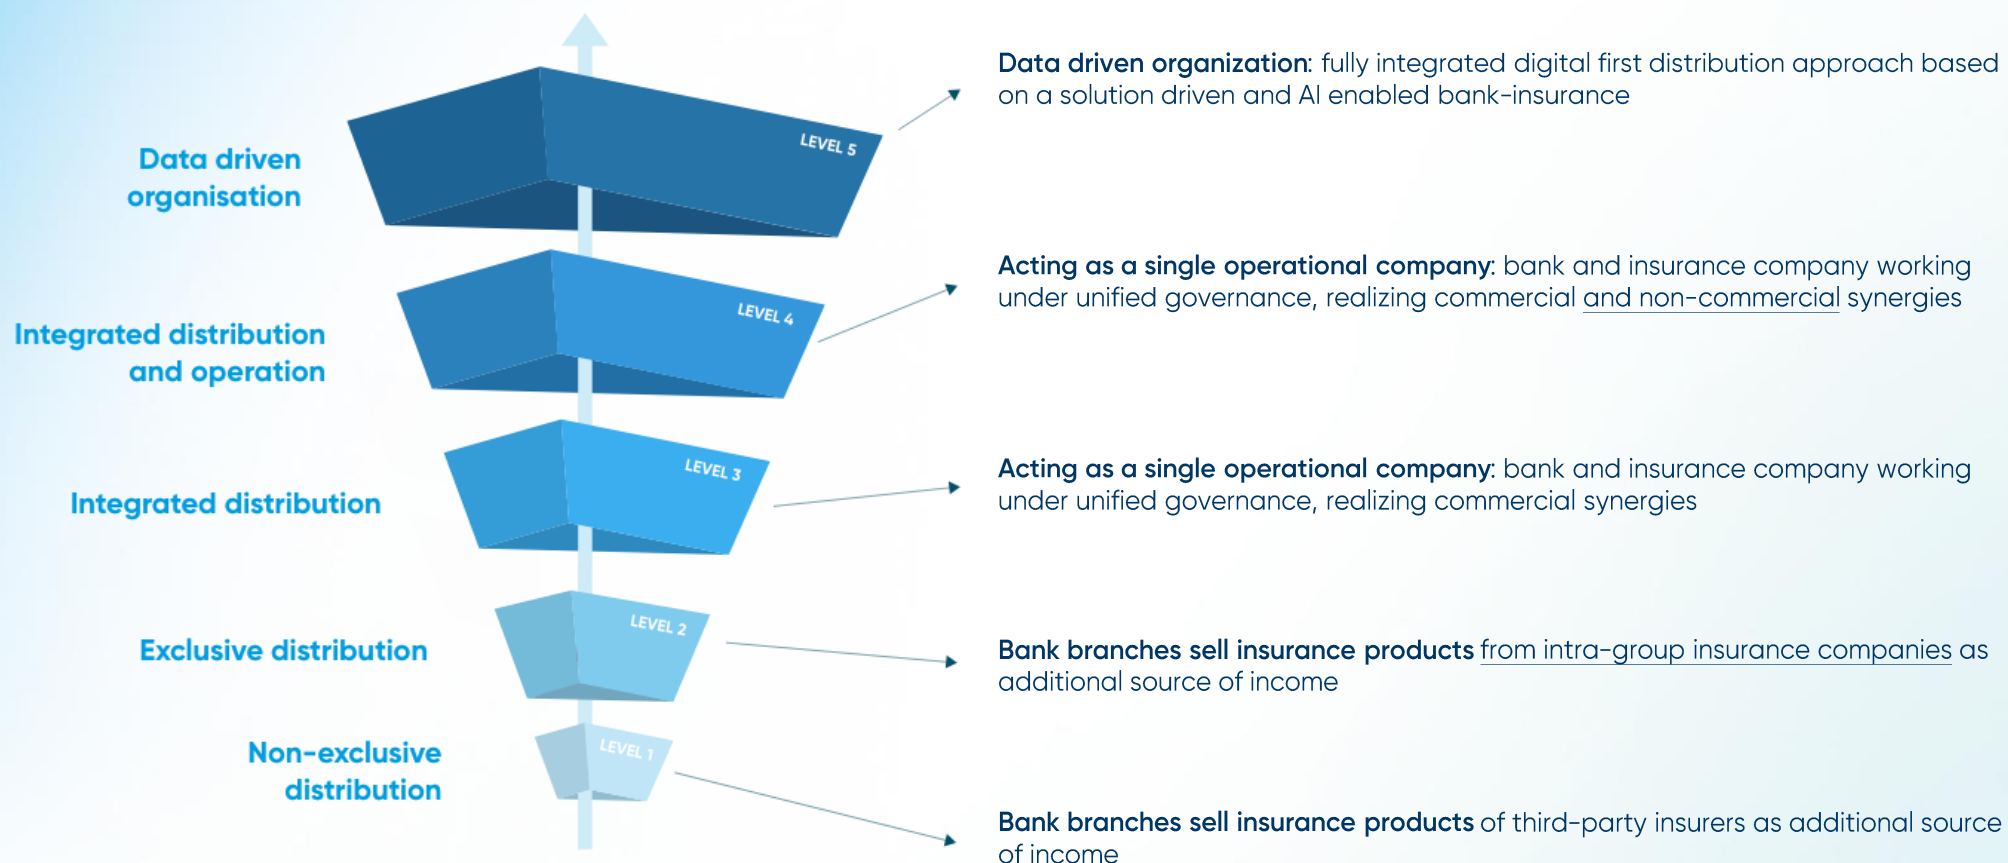 Data driven
organisation
LEVEL 5
Data driven organization: fully integrated digital first distribution approach based
on a solution driven and AI enabled bank-insurance
Integrated distribution
and operation
LEVEL 4
Acting as a single operational company: bank and insurance company working
under unified governance, realizing commercial and non-commercial synergies
Integrated distribution
LEVEL 3
Acting as a single operational company: bank and insurance company working
under unified governance, realizing commercial synergies
Exclusive distribution
LEVEL 2
Bank branches sell insurance products from intra-group insurance companies as
additional source of income
Non-exclusive
distribution
LEVEL 1
Bank branches sell insurance products of third-party insurers as additional source
of income